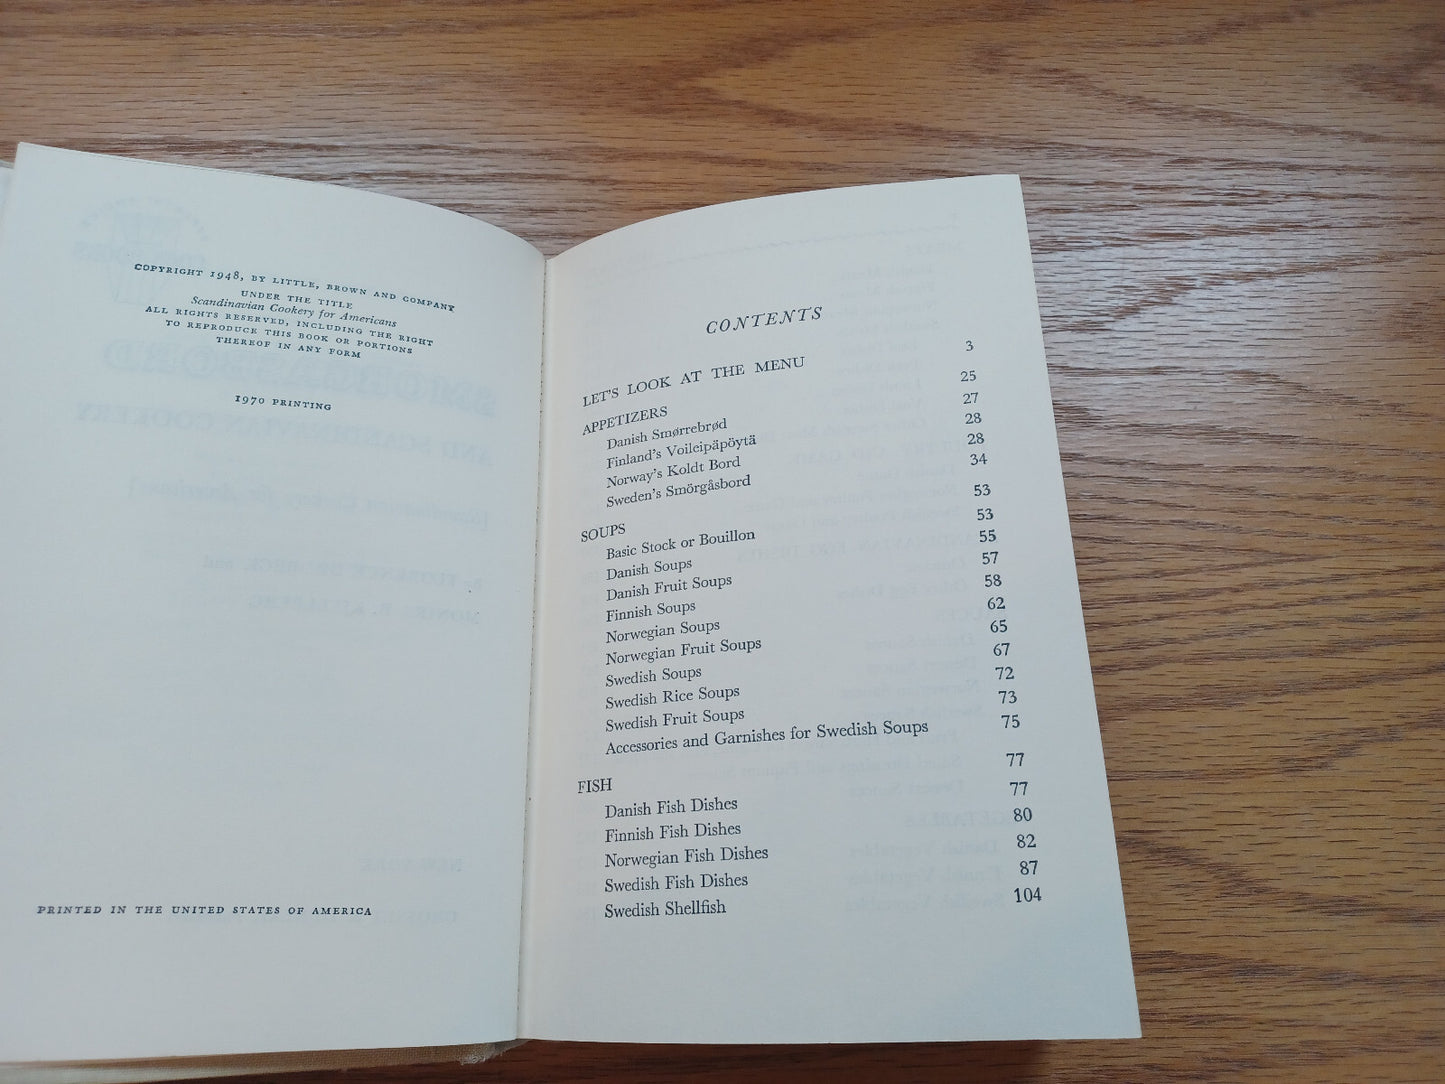 COPYRIGHT 1948, BY LITTLE, BROWN AND COMPANY
UNDER THE TITLE
Scandinavian Cookery for Americans
ALL RIGHTS RESERVED, INCLUDING THE RIGHT
TO REPRODUCE THIS BOOK OR PORTIONS
THEREOF IN ANY FORM
1970 PRINTING
PRINTED IN THE UNITED STATES OF AMERICA
CONTENTS
LET'S LOOK AT THE MENU 3
APPETIZERS 25
Danish Smørrebrød 27
Finland's Voileipäpöytä 28
Norway's Koldt Bord 28
Sweden's Smörgåsbord 34
SOUPS 53
Basic Stock or Bouillon 53
Danish Soups 55
Danish Fruit Soups 57
Finnish Soups 58
Norwegian Soups 62
Norwegian Fruit Soups 65
Swedish Soups 67
Swedish Rice Soups 72
Swedish Fruit Soups 73
Accessories and Garnishes for Swedish Soups 75
FISH 77
Danish Fish Dishes 77
Finnish Fish Dishes 80
Norwegian Fish Dishes 82
Swedish Fish Dishes 87
Swedish Shellfish 104